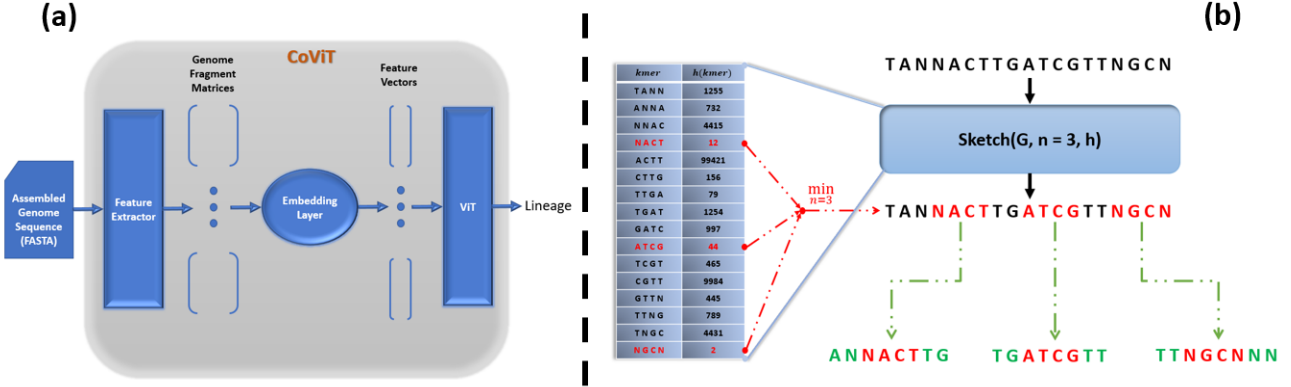 (a)
CoViT
Genome
Fragment
Matrices
Feature
Vectors
Assembled
Genome
Sequence
(FASTA)
Feature
Extractor
Embedding
Layer
ViT
Lineage
(b)
kmer h(kmer)
TANN 1255
ANNA 732
NNAC 4415
NACT 12
ACTT 99421
CTTG 156
TTGA 79
TGAT 1254
GATC 997
ATCG 44
TCGT 465
CGTT 9984
GTTN 445
TTNG 789
TNGC 4431
NGCN 2
min
n=3
TANNACTTGATCGTTNGCN
Sketch(G, n = 3, h)
TANNACTTGATCGTTNGCN
ANNACTTG TGATCGTT TTNGCNNN